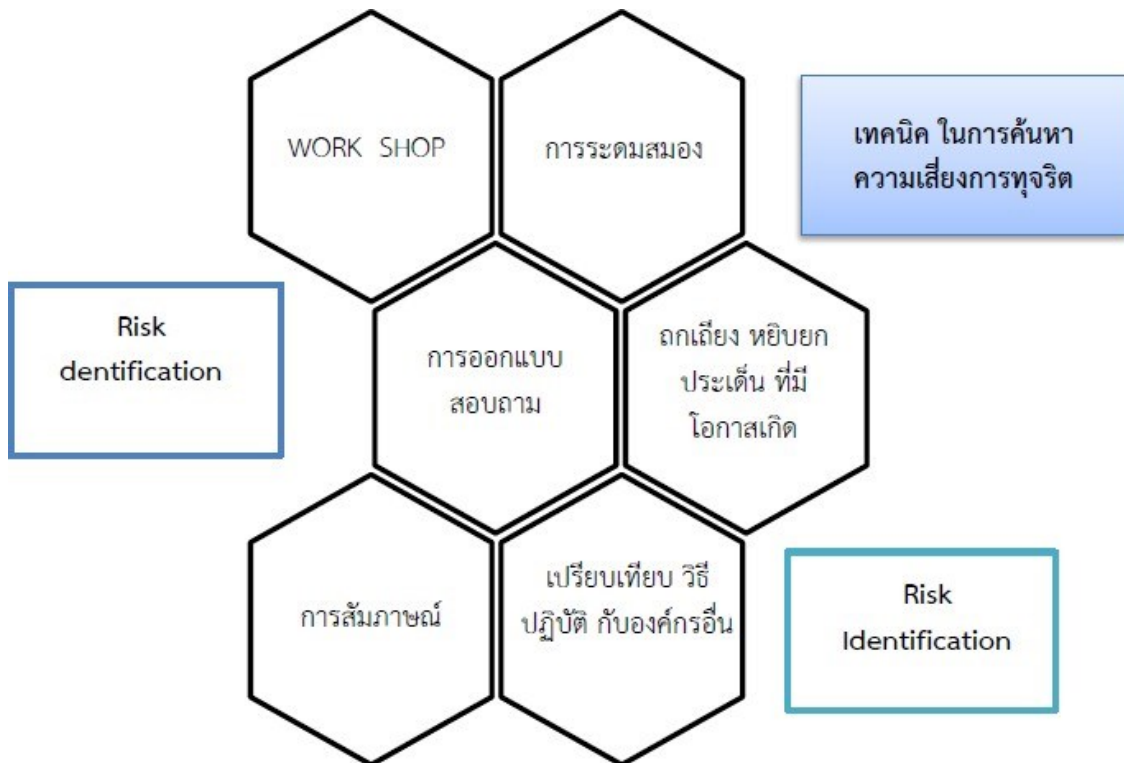 WORK SHOP
การระดมสมอง
เทคนิค ในการค้นหา
ความเสี่ยงการทุจริต
Risk
dentification
การออกแบบ
สอบถาม
ถกเถียง หยิบยก
ประเด็น ที่มี
โอกาสเกิด
การสัมภาษณ์
เปรียบเทียบ วิธี
ปฏิบัติ กับองค์กรอื่น
Risk
Identification